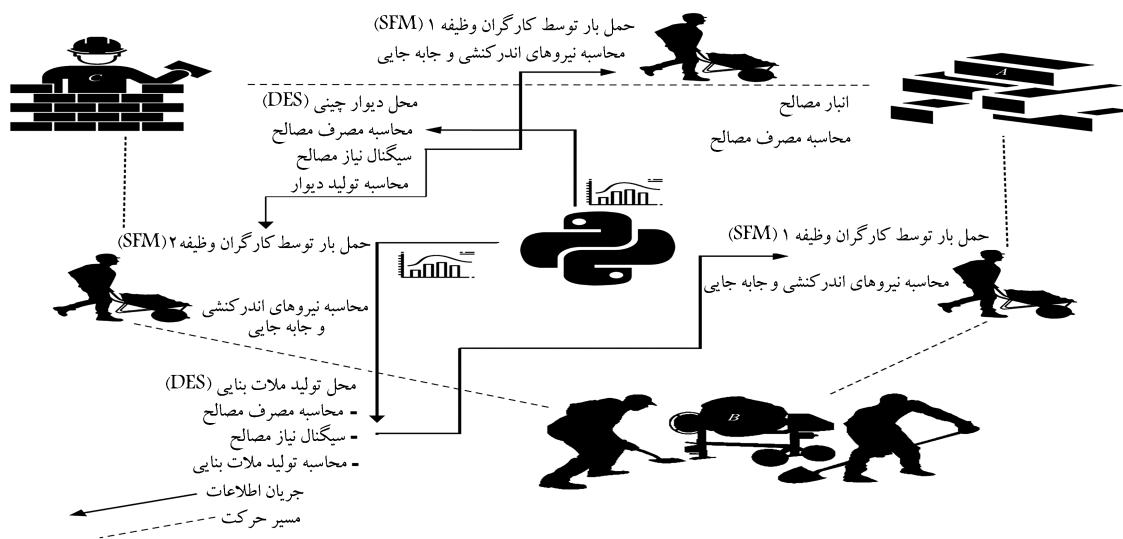 حمل بار توسط کارگران وظیفه ۱ (SFM)
محاسبه نیروهای اندرکنشی و جابه جایی
C
A
محل دیوار چینی (DES)
محاسبه مصرف مصالح
سیگنال نیاز مصالح
محاسبه تولید دیوار
انبار مصالح
محاسبه مصرف مصالح
حمل بار توسط کارگران وظیفه ۲ (SFM)
محاسبه نیروهای اندرکنشی
و جابه جایی
حمل بار توسط کارگران وظیفه ۱ (SFM)
محاسبه نیروهای اندرکنشی و جابه جایی
محل تولید ملات بنایی (DES)
- محاسبه مصرف مصالح
- سیگنال نیاز مصالح
- محاسبه تولید ملات بنایی
B
جریان اطلاعات
مسیر حرکت